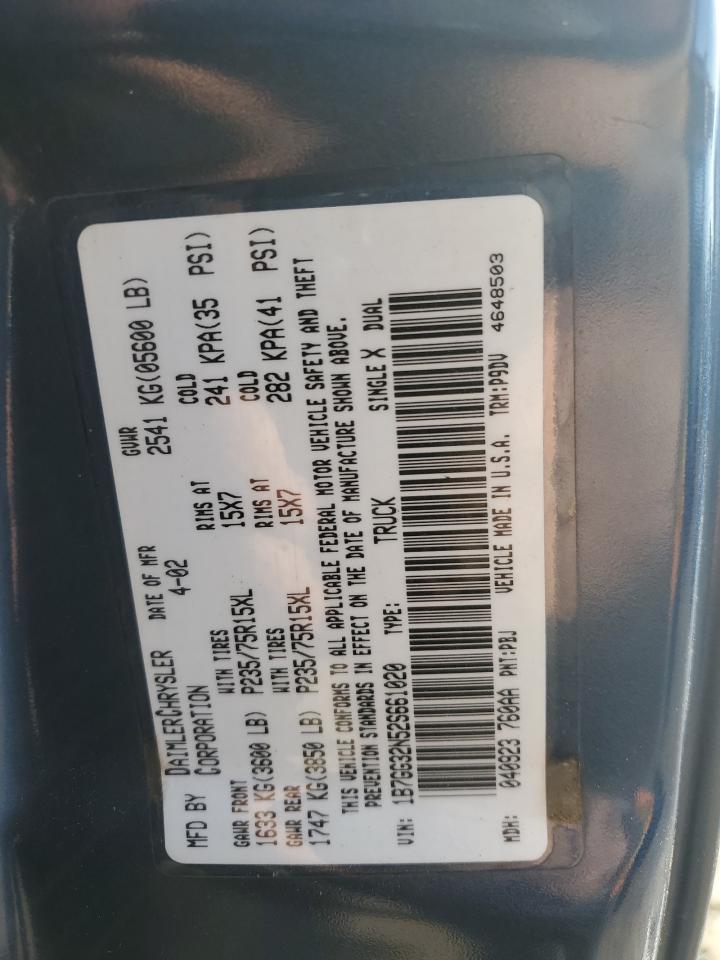 MFD BY DAIMLERCHRYSLER CORPORATION DATE OF MFR 4-02 GVWR 2541 KG(05600 LB)
GAWR FRONT WITH TIRES RIMS AT COLD
1633 KG(3600 LB) P235/75R15XL 15X7 241 KPA(35 PSI)
GAWR REAR WITH TIRES RIMS AT COLD
1747 KG(3850 LB) P235/75R15XL 15X7 282 KPA(41 PSI)
THIS VEHICLE CONFORMS TO ALL APPLICABLE FEDERAL MOTOR VEHICLE SAFETY AND THEFT
PREVENTION STANDARDS IN EFFECT ON THE DATE OF MANUFACTURE SHOWN ABOVE.
VIN: 1B7GG32N52S661020 TYPE: TRUCK SINGLE X DUAL
MDH: 040923 760AA PNT:PBJ VEHICLE MADE IN U.S.A. TRM:P9DV 4648503